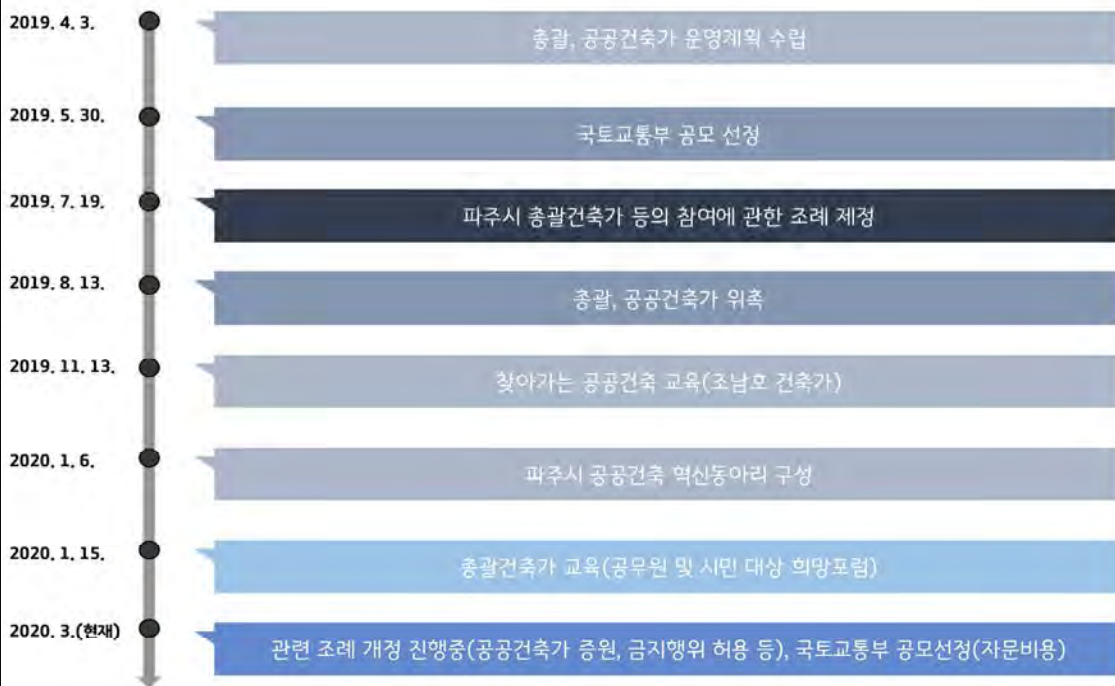 2019. 4. 3.
총괄, 공공건축가 운영계획 수립
2019. 5. 30.
국토교통부 공모 선정
2019. 7. 19.
파주시 총괄건축가 등의 참여에 관한 조례 제정
2019. 8. 13.
총괄, 공공건축가 위촉
2019. 11. 13.
찾아가는 공공건축 교육(조남호 건축가)
2020. 1. 6.
파주시 공공건축 혁신동아리 구성
2020. 1. 15.
총괄건축가 교육(공무원 및 시민 대상 희망포럼)
2020. 3.(현재)
관련 조례 개정 진행중(공공건축가 증원, 금지행위 허용 등), 국토교통부 공모선정(자문비용)